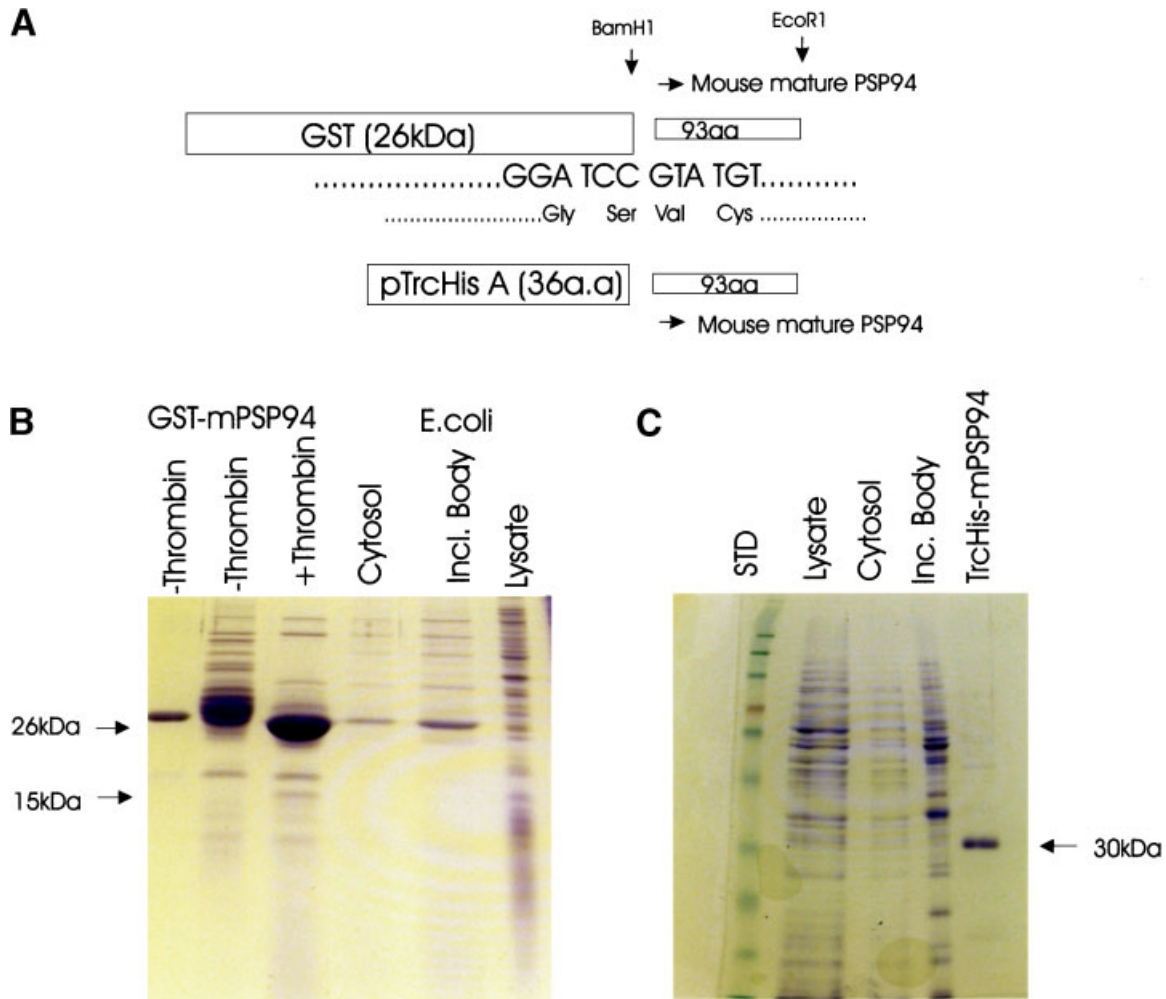 A
BamH1
EcoR1
Mouse mature PSP94
GST (26kDa)
93aa
........................GGA TCC GTA TGT............
........................Gly Ser Val Cys................
pTrcHis A (36a.a)
93aa
Mouse mature PSP94
B
GST-mPSP94
E.coli
-Thrombin
-Thrombin
+Thrombin
Cytosol
Incl. Body
Lysate
26kDa
15kDa
C
STD
Lysate
Cytosol
Inc. Body
TrcHis-mPSP94
30kDa